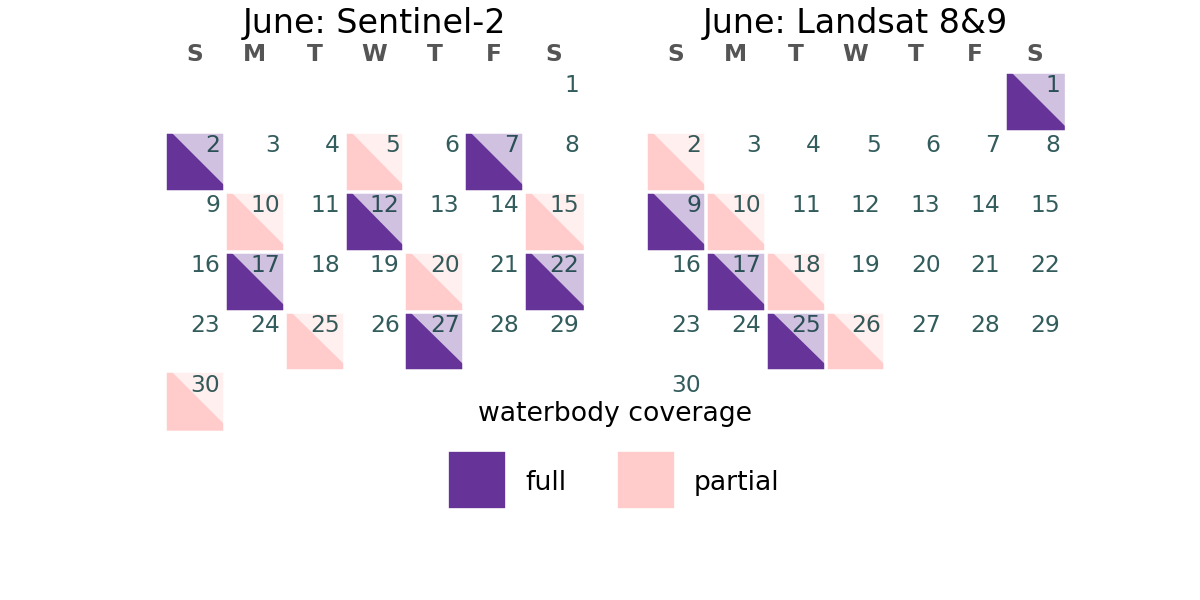 June: Sentinel-2
S M T W T F S
1
2 3 4 5 6 7 8
9 10 11 12 13 14 15
16 17 18 19 20 21 22
23 24 25 26 27 28 29
30
June: Landsat 8&9
S M T W T F S
1
2 3 4 5 6 7 8
9 10 11 12 13 14 15
16 17 18 19 20 21 22
23 24 25 26 27 28 29
30
waterbody coverage
full partial